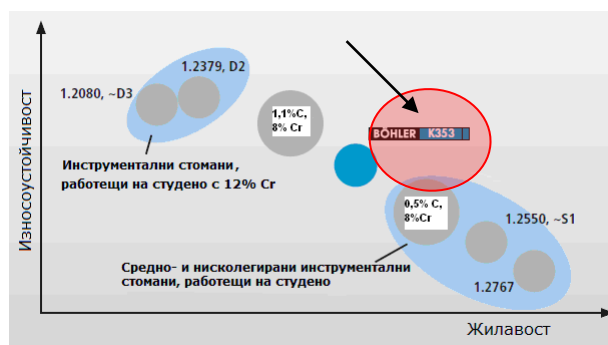 1.2379, D2
1.2080, ~D3
1,1%C,
8% Cr
BÖHLER K353
Инструментални стомани,
работещи на студено с 12% Cr
0,5% C,
8%Cr
1.2550, ~S1
Средно- и нисколегирани инструментални
стомани, работещи на студено
1.2767
Износоустойчивост
Жилавост